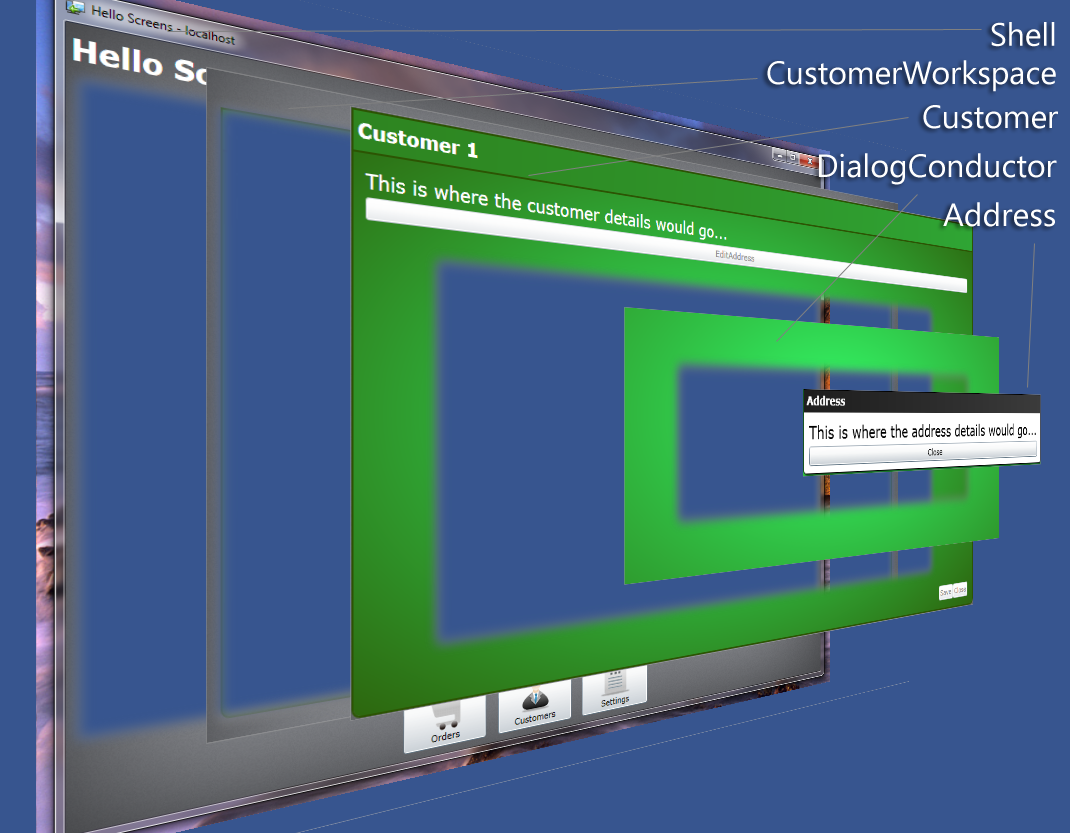 Hello Screens - localhost
Shell
Hello Sc
CustomerWorkspace
Customer
Customer 1
DialogConductor
This is where the customer details would go...
Address
EditAddress
Address
This is where the address details would go...
Close
Save Close
Orders
Customers
Settings